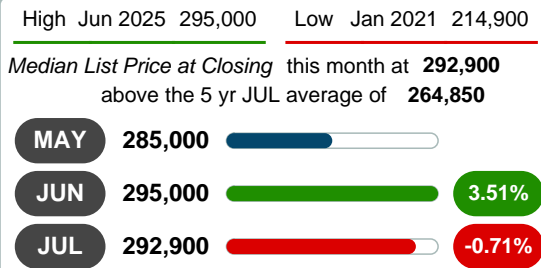 High Jun 2025 295,000 Low Jan 2021 214,900
Median List Price at Closing this month at 292,900
above the 5 yr JUL average of 264,850
MAY 285,000
JUN 295,000 3.51%
JUL 292,900 -0.71%